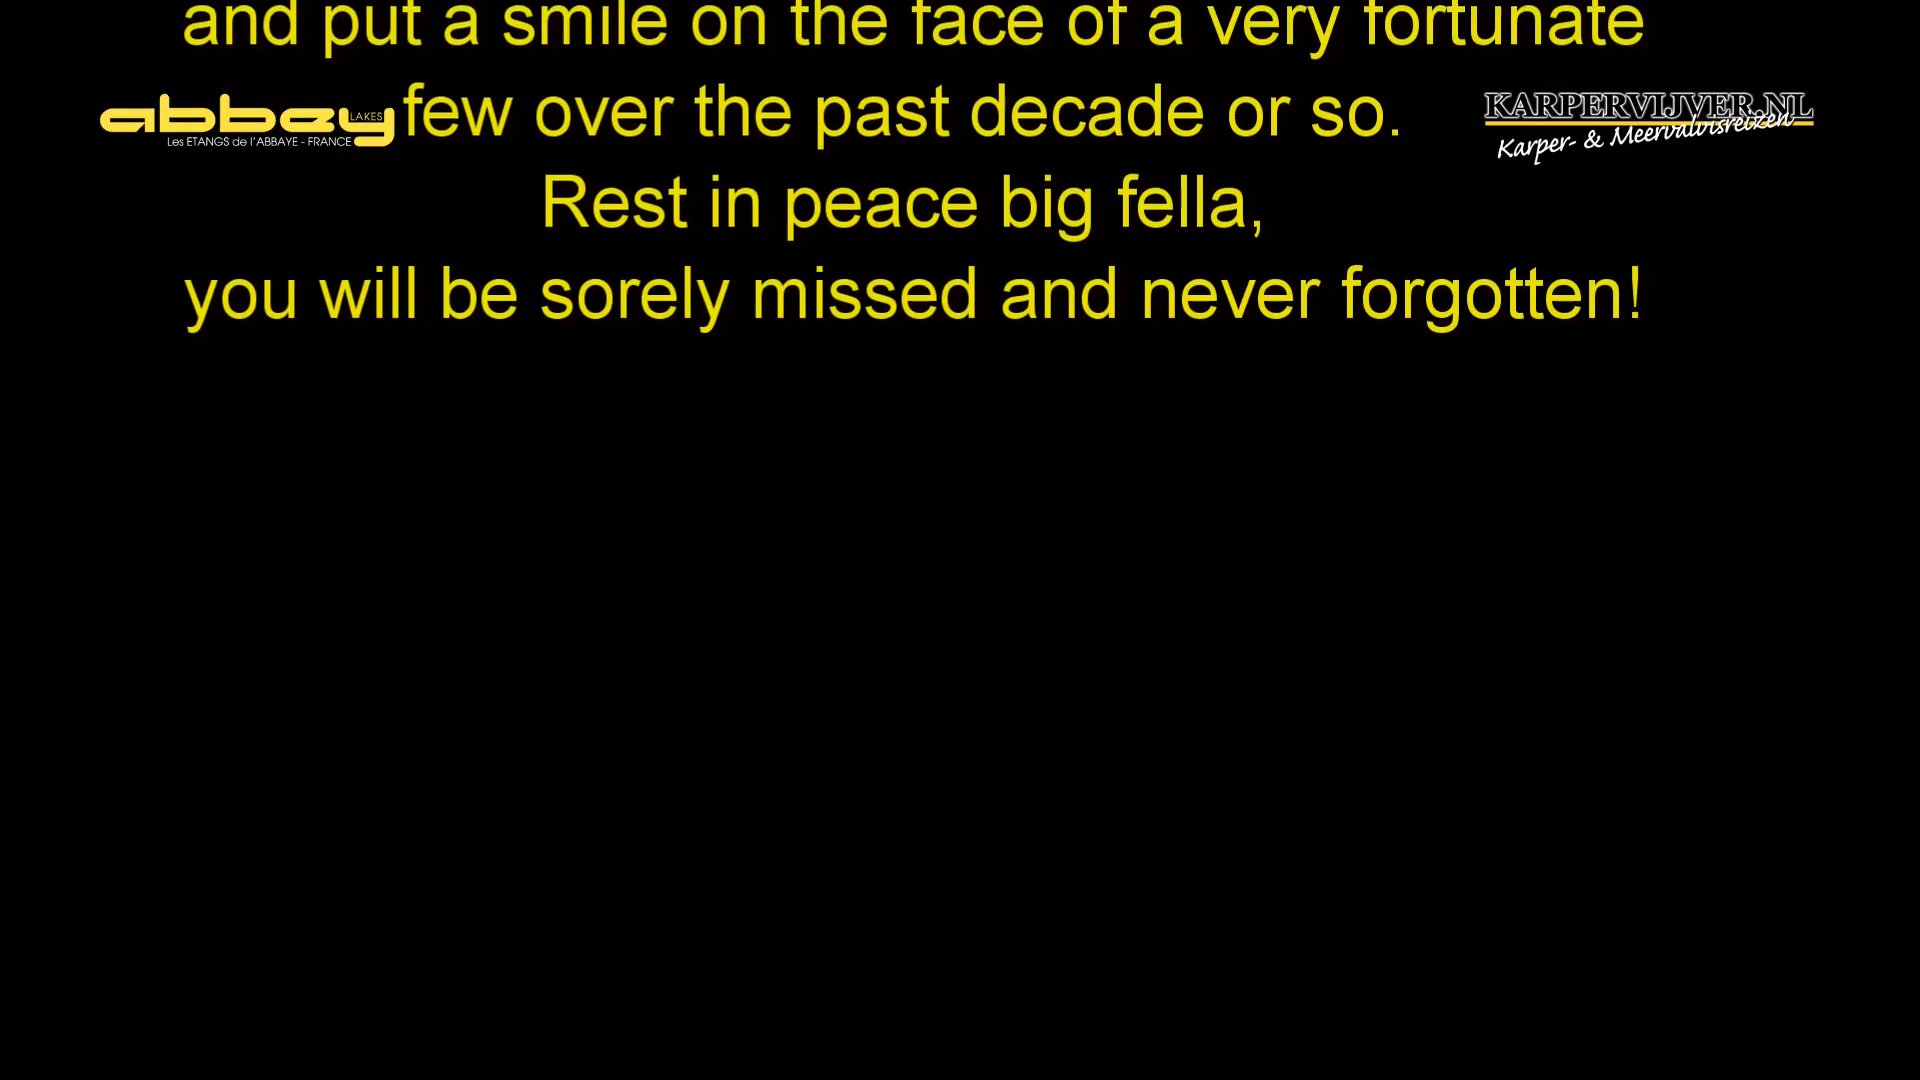 and put a smile on the face of a very fortunate
abbey LAKES
Les ETANGS de l'ABBAYE - FRANCE
few over the past decade or so.
KARPERVIJVER.NL
Karper- & Meervalvisreizen
Rest in peace big fella,
you will be sorely missed and never forgotten!